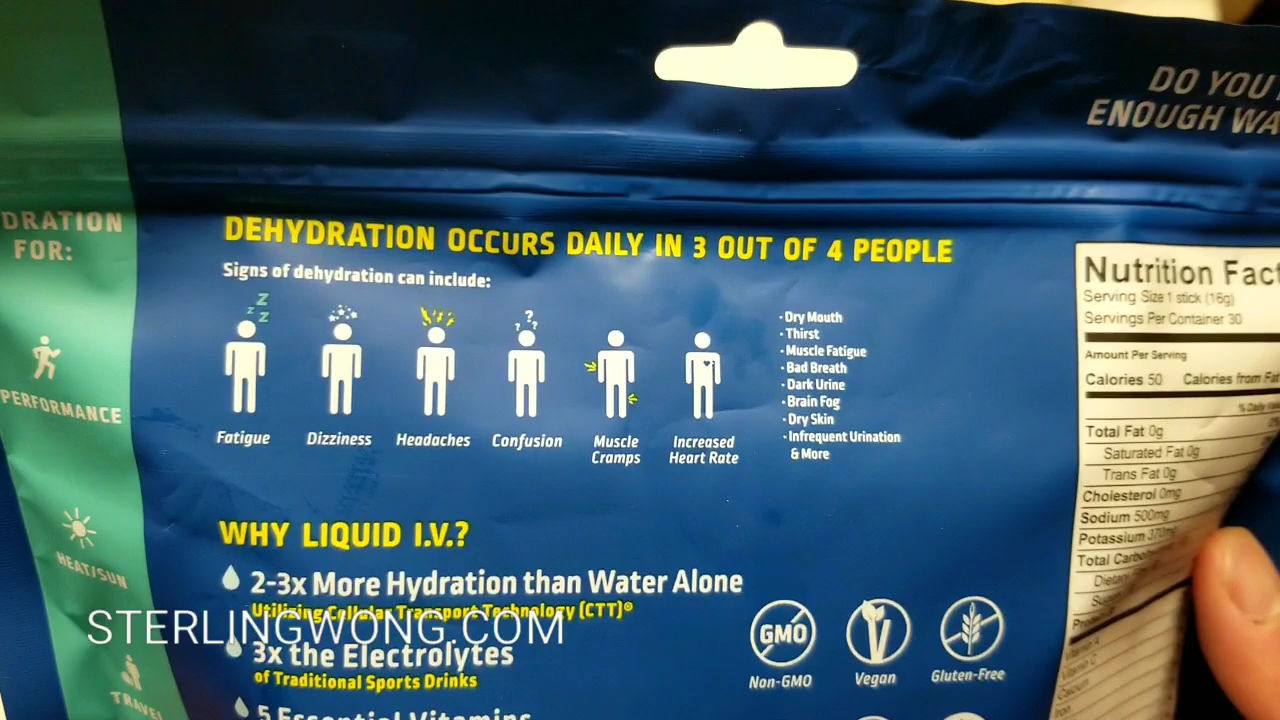 DO YOU
ENOUGH WA
DRATION
FOR:
PERFORMANCE
HEAT/SUN
TRAVEL
DEHYDRATION OCCURS DAILY IN 3 OUT OF 4 PEOPLE
Signs of dehydration can include:
Z
Z Z
? ? ?
Fatigue
Dizziness
Headaches
Confusion
Muscle
Cramps
Increased
Heart Rate
· Dry Mouth
· Thirst
· Muscle Fatigue
· Bad Breath
· Dark Urine
· Brain Fog
· Dry Skin
· Infrequent Urination
& More
WHY LIQUID I.V.?
2-3x More Hydration than Water Alone
Utilizing Cellular Transport Technology (CTT)®
3x the Electrolytes
of Traditional Sports Drinks
5 Essential Vitamins
GMO
Non-GMO
Vegan
Gluten-Free
Nutrition Fact
Serving Size 1 stick (16g)
Servings Per Container 30
Amount Per Serving
Calories 50 Calories from Fat
% Daily
Total Fat 0g
Saturated Fat 0g
Trans Fat 0g
Cholesterol 0mg
Sodium 500mg
Potassium 370mg
Total Carbo
Dietary
Vitamin A
Vitamin C
Calcium
Iron
STERLINGWONG.COM